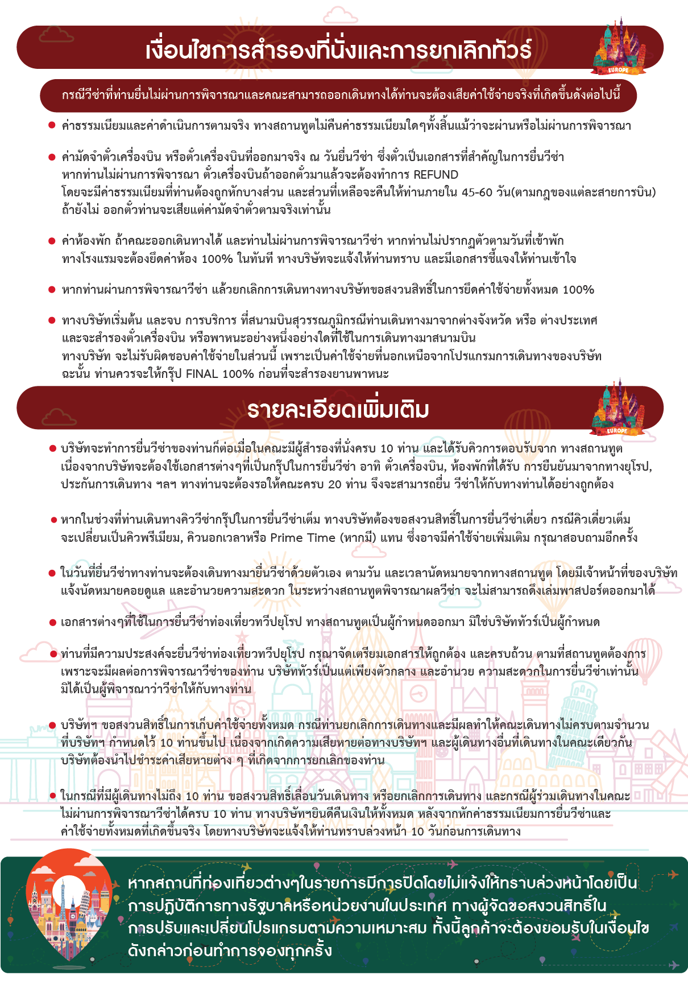 เงื่อนไขการสำรองที่นั่งและการยกเลิกทัวร์
EUROPE
กรณีวีซ่าที่ท่านยื่นไม่ผ่านการพิจารณาและคณะสามารถออกเดินทางได้ท่านจะต้องเสียค่าใช้จ่ายจริงที่เกิดขึ้นดังต่อไปนี้
ค่าธรรมเนียมและค่าดำเนินการตามจริง ทางสถานทูตไม่คืนค่าธรรมเนียมใดๆทั้งสิ้นแม้ว่าจะผ่านหรือไม่ผ่านการพิจารณา
ค่ามัดจำตั๋วเครื่องบิน หรือตั๋วเครื่องบินที่ออกมาจริง ณ วันยื่นวีซ่า ซึ่งตั๋วเป็นเอกสารที่สำคัญในการยื่นวีซ่า
หากท่านไม่ผ่านการพิจารณา ตั๋วเครื่องบินถ้าออกตั๋วมาแล้วจะต้องทำการ REFUND
โดยจะมีค่าธรรมเนียมที่ท่านต้องถูกหักบางส่วน และส่วนที่เหลือจะคืนให้ท่านภายใน 45-60 วัน(ตามกฎของแต่ละสายการบิน)
ถ้ายังไม่ ออกตั๋วท่านจะเสียแต่ค่ามัดจำตั๋วตามจริงเท่านั้น
ค่าห้องพัก ถ้าคณะออกเดินทางได้ และท่านไม่ผ่านการพิจารณาวีซ่า หากท่านไม่ปรากฏตัวตามวันที่เข้าพัก
ทางโรงแรมจะต้องยึดค่าห้อง 100% ในทันที ทางบริษัทจะแจ้งให้ท่านทราบ และมีเอกสารชี้แจงให้ท่านเข้าใจ
หากท่านผ่านการพิจารณาวีซ่า แล้วยกเลิกการเดินทางทางบริษัทขอสงวนสิทธิ์ในการยึดค่าใช้จ่ายทั้งหมด 100%
ทางบริษัทเริ่มต้น และจบ การบริการ ที่สนามบินสุวรรณภูมิกรณีท่านเดินทางมาจากต่างจังหวัด หรือ ต่างประเทศ
และจะสำรองตั๋วเครื่องบิน หรือพาหนะอย่างหนึ่งอย่างใดที่ใช้ในการเดินทางมาสนามบิน
ทางบริษัท จะไม่รับผิดชอบค่าใช้จ่ายในส่วนนี้ เพราะเป็นค่าใช้จ่ายที่นอกเหนือจากโปรแกรมการเดินทางของบริษัท
ฉะนั้น ท่านควรจะให้กรุ๊ป FINAL 100% ก่อนที่จะสำรองยานพาหนะ
รายละเอียดเพิ่มเติม
EUROPE
บริษัทจะทำการยื่นวีซ่าของท่านก็ต่อเมื่อในคณะมีผู้สำรองที่นั่งครบ 10 ท่าน และได้รับคิวการตอบรับจาก ทางสถานทูต
เนื่องจากบริษัทจะต้องใช้เอกสารต่างๆที่เป็นกรุ๊ปในการยื่นวีซ่า อาทิ ตั๋วเครื่องบิน, ห้องพักที่ได้รับ การยืนยันมาจากทางยุโรป,
ประกันการเดินทาง ฯลฯ ทางท่านจะต้องรอให้คณะครบ 20 ท่าน จึงจะสามารถยื่น วีซ่าให้กับทางท่านได้อย่างถูกต้อง
หากในช่วงที่ท่านเดินทางคิววีซ่ากรุ๊ปในการยื่นวีซ่าเต็ม ทางบริษัทต้องขอสงวนสิทธิ์ในการยื่นวีซ่าเดี่ยว กรณีคิวเดี่ยวเต็ม
จะเปลี่ยนเป็นคิวพรีเมียม, คิวนอกเวลาหรือ Prime Time (หากมี) แทน ซึ่งอาจมีค่าใช้จ่ายเพิ่มเติม กรุณาสอบถามอีกครั้ง
ในวันที่ยื่นวีซ่าทางท่านจะต้องเดินทางมายื่นวีซ่าด้วยตัวเอง ตามวัน และเวลานัดหมายจากทางสถานทูต โดยมีเจ้าหน้าที่ของบริษัท
แจ้งนัดหมายคอยดูแล และอำนวยความสะดวก ในระหว่างสถานทูตพิจารณาผลวีซ่า จะไม่สามารถดึงเล่มพาสปอร์ตออกมาได้
เอกสารต่างๆที่ใช้ในการยื่นวีซ่าท่องเที่ยวทวีปยุโรป ทางสถานทูตเป็นผู้กำหนดออกมา มิใช่บริษัททัวร์เป็นผู้กำหนด
ท่านที่มีความประสงค์จะยื่นวีซ่าท่องเที่ยวทวีปยุโรป กรุณาจัดเตรียมเอกสารให้ถูกต้อง และครบถ้วน ตามที่สถานทูตต้องการ
เพราะจะมีผลต่อการพิจารณาวีซ่าของท่าน บริษัททัวร์เป็นแต่เพียงตัวกลาง และอำนวย ความสะดวกในการยื่นวีซ่าเท่านั้น
มิได้เป็นผู้พิจารณาว่าวีซ่าให้กับทางท่าน
บริษัทฯ ขอสงวนสิทธิ์ในการเก็บค่าใช้จ่ายทั้งหมด กรณีท่านยกเลิกการเดินทางและมีผลทำให้คณะเดินทางไม่ครบตามจำนวน
ที่บริษัทฯ กำหนดไว้ 10 ท่านขึ้นไป เนื่องจากเกิดความเสียหายต่อทางบริษัทฯ และผู้เดินทางอื่นที่เดินทางในคณะเดียวกัน
บริษัทต้องนำไปชำระค่าเสียหายต่าง ๆ ที่เกิดจากการยกเลิกของท่าน
ในกรณีที่มีผู้เดินทางไม่ถึง 10 ท่าน ขอสงวนสิทธิ์เลื่อนวันเดินทาง หรือยกเลิกการเดินทาง และกรณีผู้ร่วมเดินทางในคณะ
ไม่ผ่านการพิจารณาวีซ่าได้ครบ 10 ท่าน ทางบริษัทฯยินดีคืนเงินให้ทั้งหมด หลังจากหักค่าธรรมเนียมการยื่นวีซ่าและ
WELCOME TO EUROPE
ค่าใช้จ่ายทั้งหมดที่เกิดขึ้นจริง โดยทางบริษัทจะแจ้งให้ท่านทราบล่วงหน้า 10 วันก่อนการเดินทาง
หากสถานที่ท่องเที่ยวต่างๆในรายการมีการปิดโดยไม่แจ้งให้ทราบล่วงหน้าโดยเป็น
การปฏิบัติการทางรัฐบาลหรือหน่วยงานในประเทศ ทางผู้จัดขอสงวนสิทธิ์ใน
การปรับและเปลี่ยนโปรแกรมตามความเหมาะสม ทั้งนี้ลูกค้าจะต้องยอมรับในเงื่อนไข
ดังกล่าวก่อนทำการจองทุกครั้ง